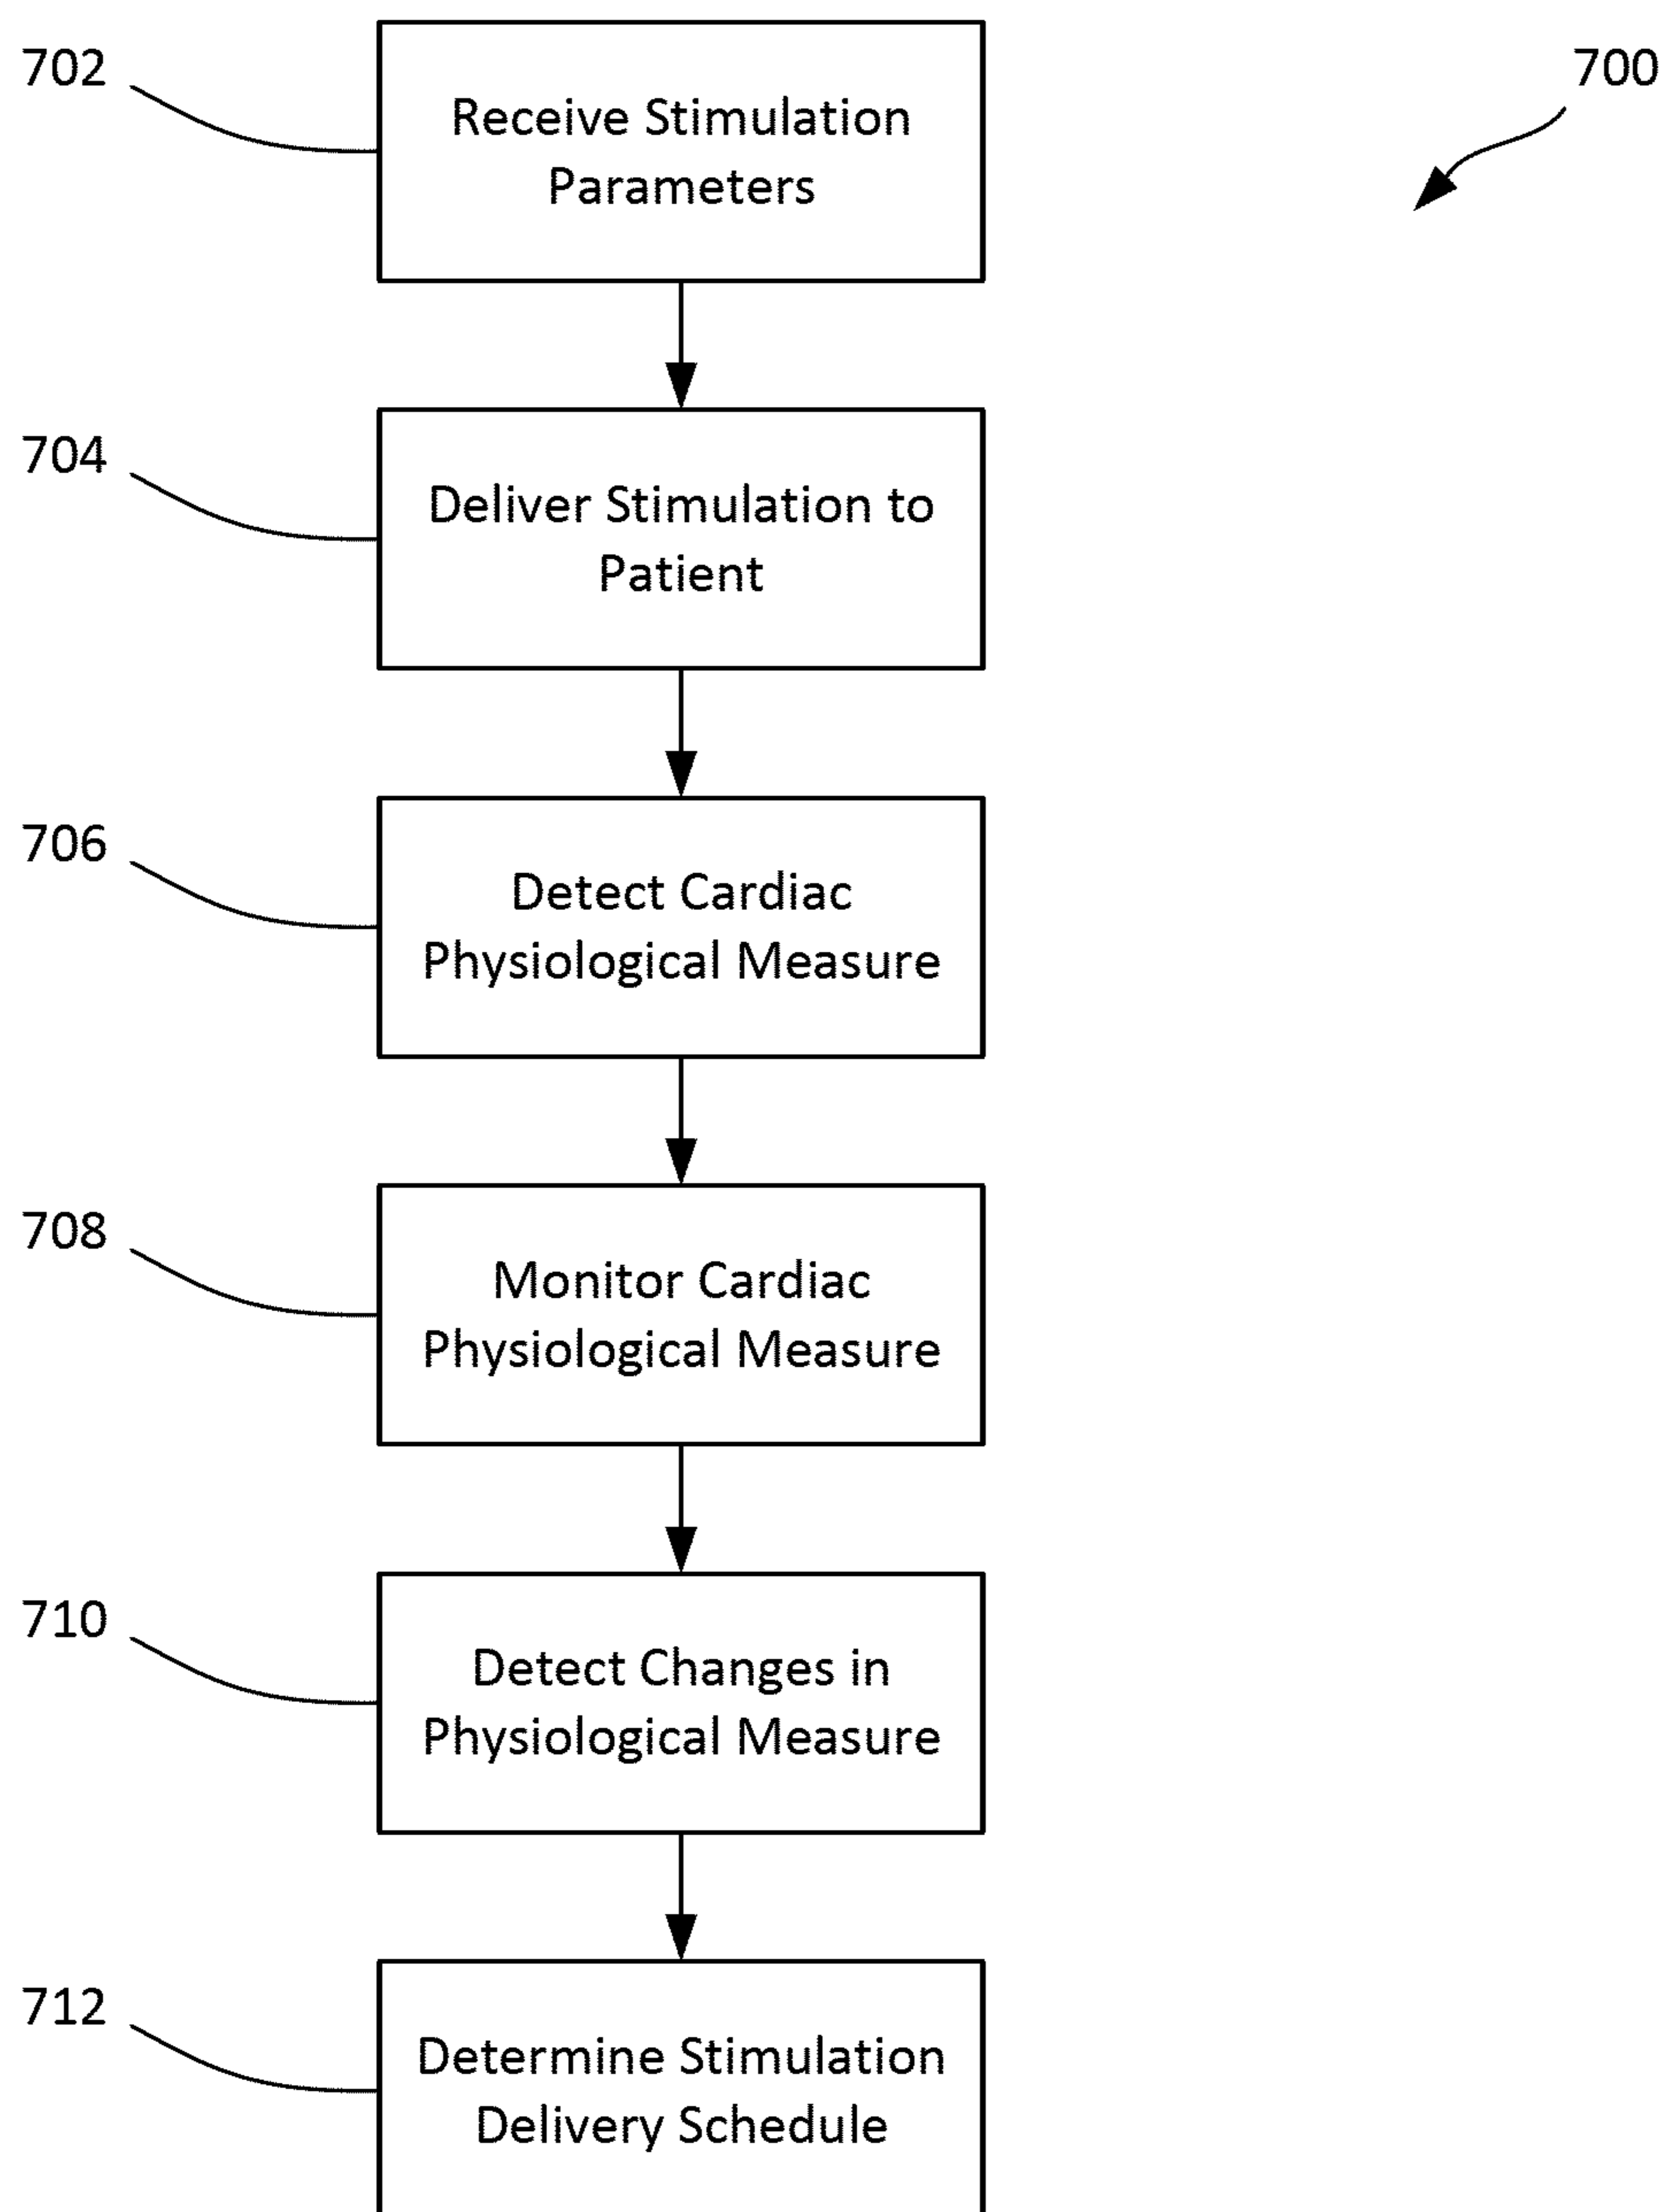 702
700
Receive Stimulation
Parameters
704
Deliver Stimulation to
Patient
706
Detect Cardiac
Physiological Measure
708
Monitor Cardiac
Physiological Measure
710
Detect Changes in
Physiological Measure
712
Determine Stimulation
Delivery Schedule